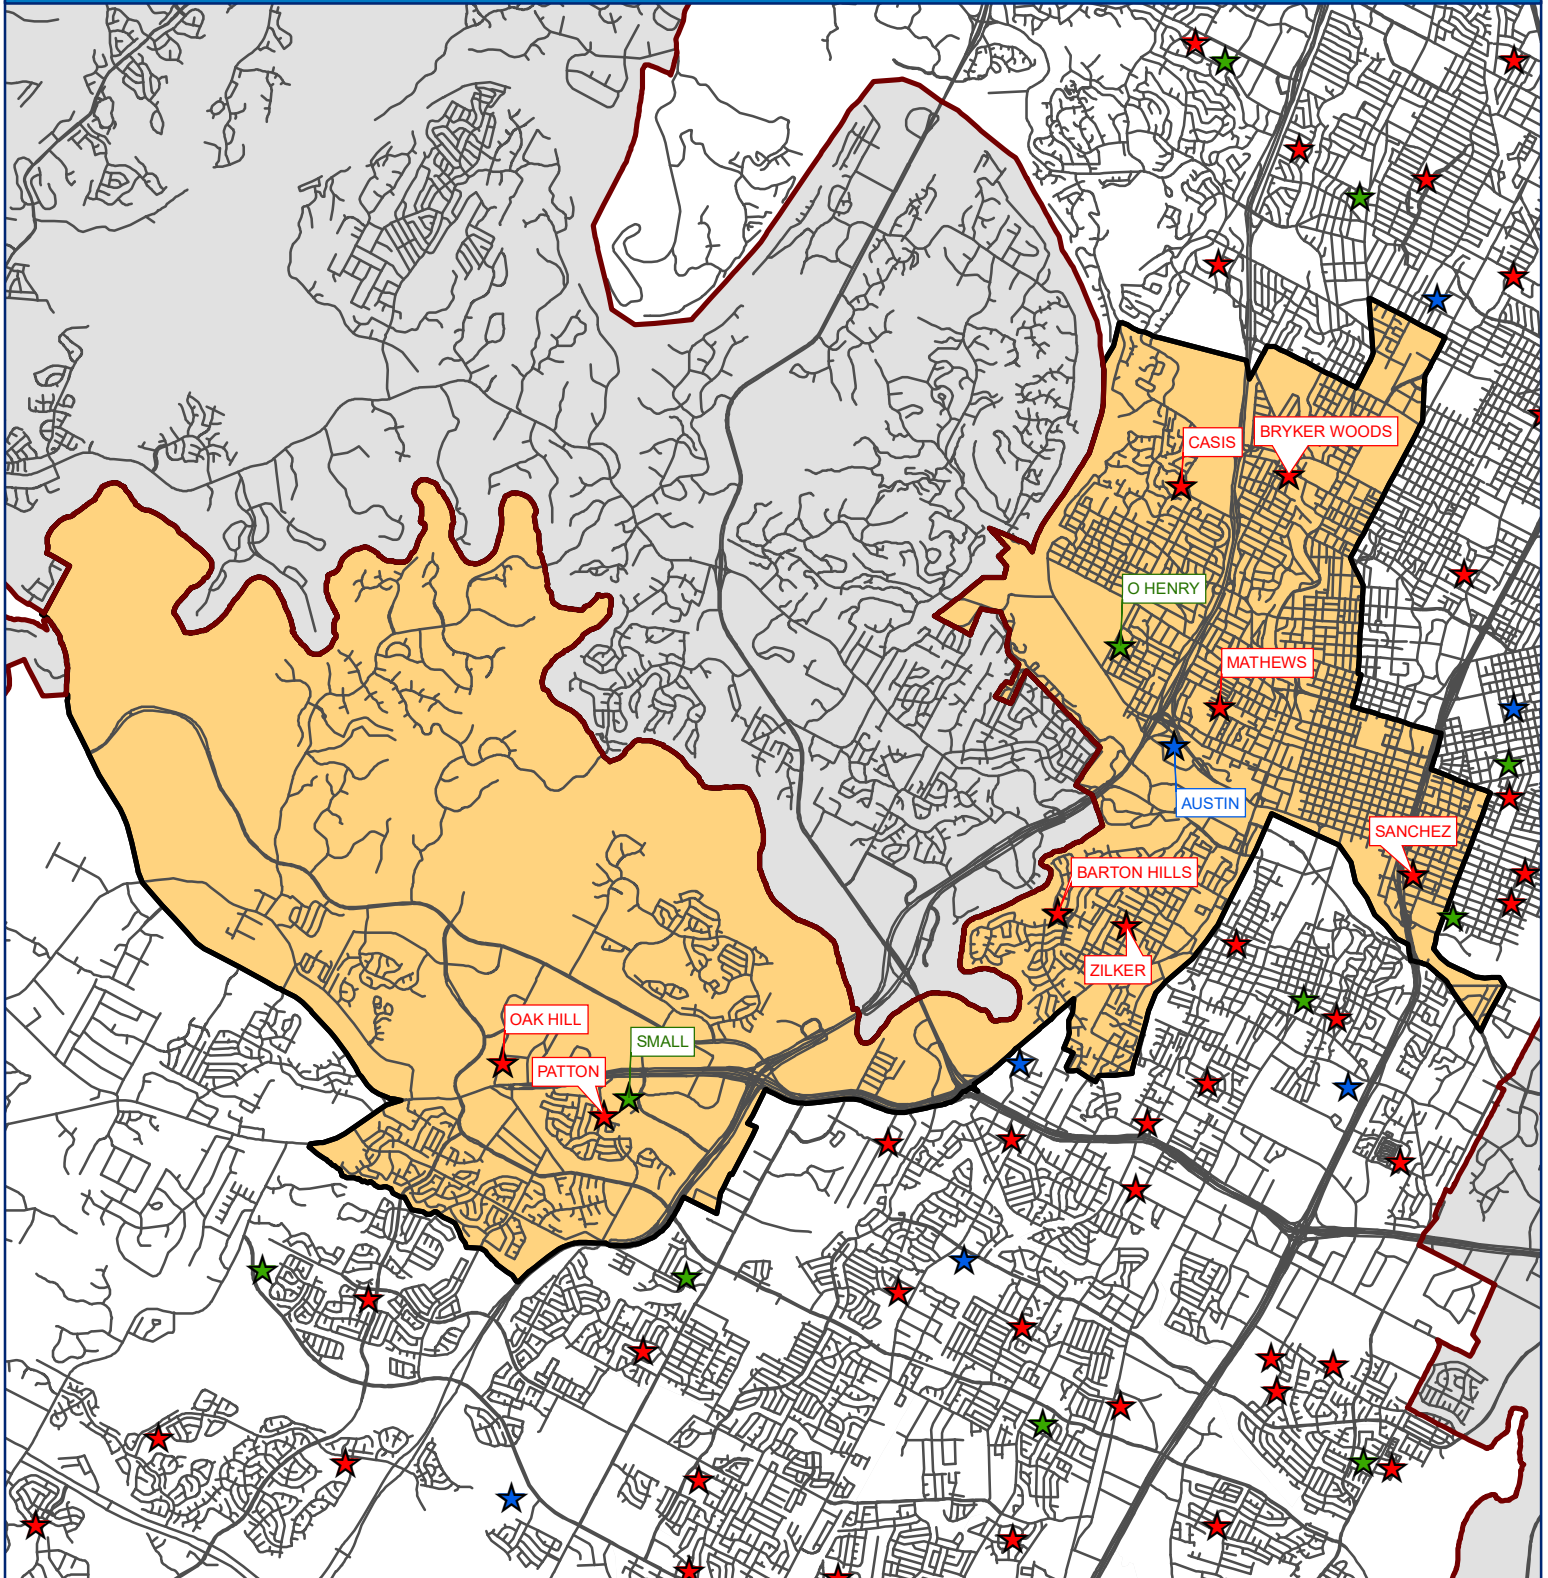 BRYKER WOODS
CASIS
O HENRY
MATHEWS
AUSTIN
SANCHEZ
BARTON HILLS
ZILKER
OAK HILL
SMALL
PATTON